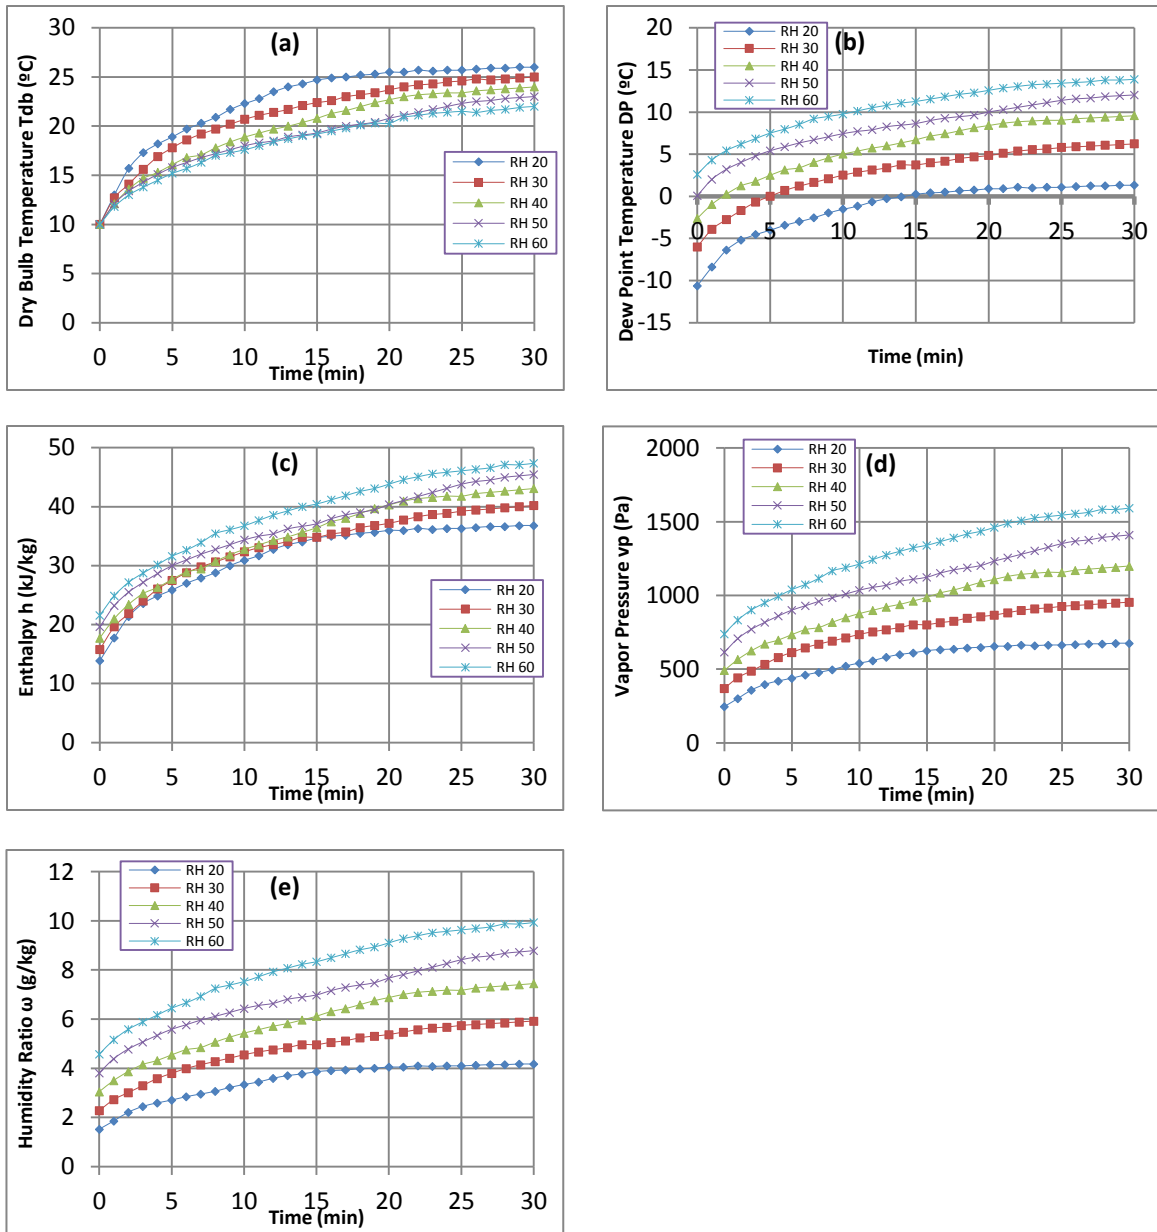 (a)
Dry Bulb Temperature Tdb (ºC)
30
25
20
15
10
5
0
RH 20
RH 30
RH 40
RH 50
RH 60
0 5 10 15 20 25 30
Time (min)
(b)
Dew Point Temperature DP (ºC)
20
15
10
5
0
-5
-10
-15
RH 20
RH 30
RH 40
RH 50
RH 60
0 5 10 15 20 25 30
Time (min)
(c)
Enthalpy h (kJ/kg)
50
40
30
20
10
0
RH 20
RH 30
RH 40
RH 50
RH 60
0 5 10 15 20 25 30
Time (min)
(d)
Vapor Pressure vp (Pa)
2000
1500
1000
500
0
RH 20
RH 30
RH 40
RH 50
RH 60
0 5 10 15 20 25 30
Time (min)
(e)
Humidity Ratio ω (g/kg)
12
10
8
6
4
2
0
RH 20
RH 30
RH 40
RH 50
RH 60
0 5 10 15 20 25 30
Time (min)